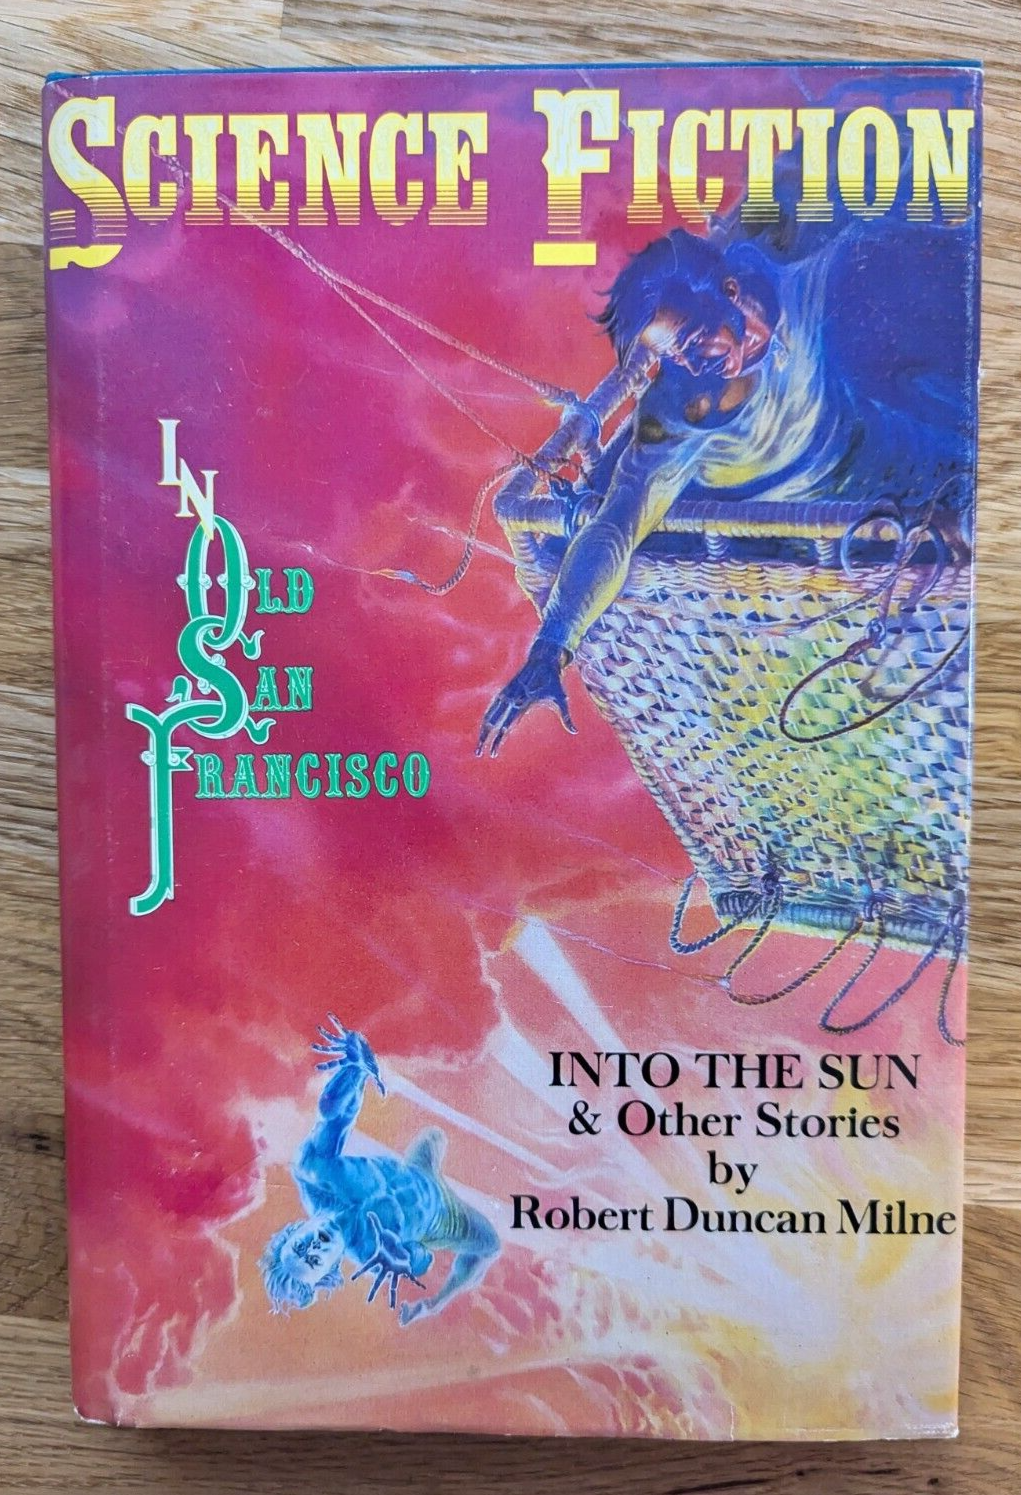 SCIENCE FICTION
IN
OLD
SAN
FRANCISCO
INTO THE SUN
& Other Stories
by
Robert Duncan Milne